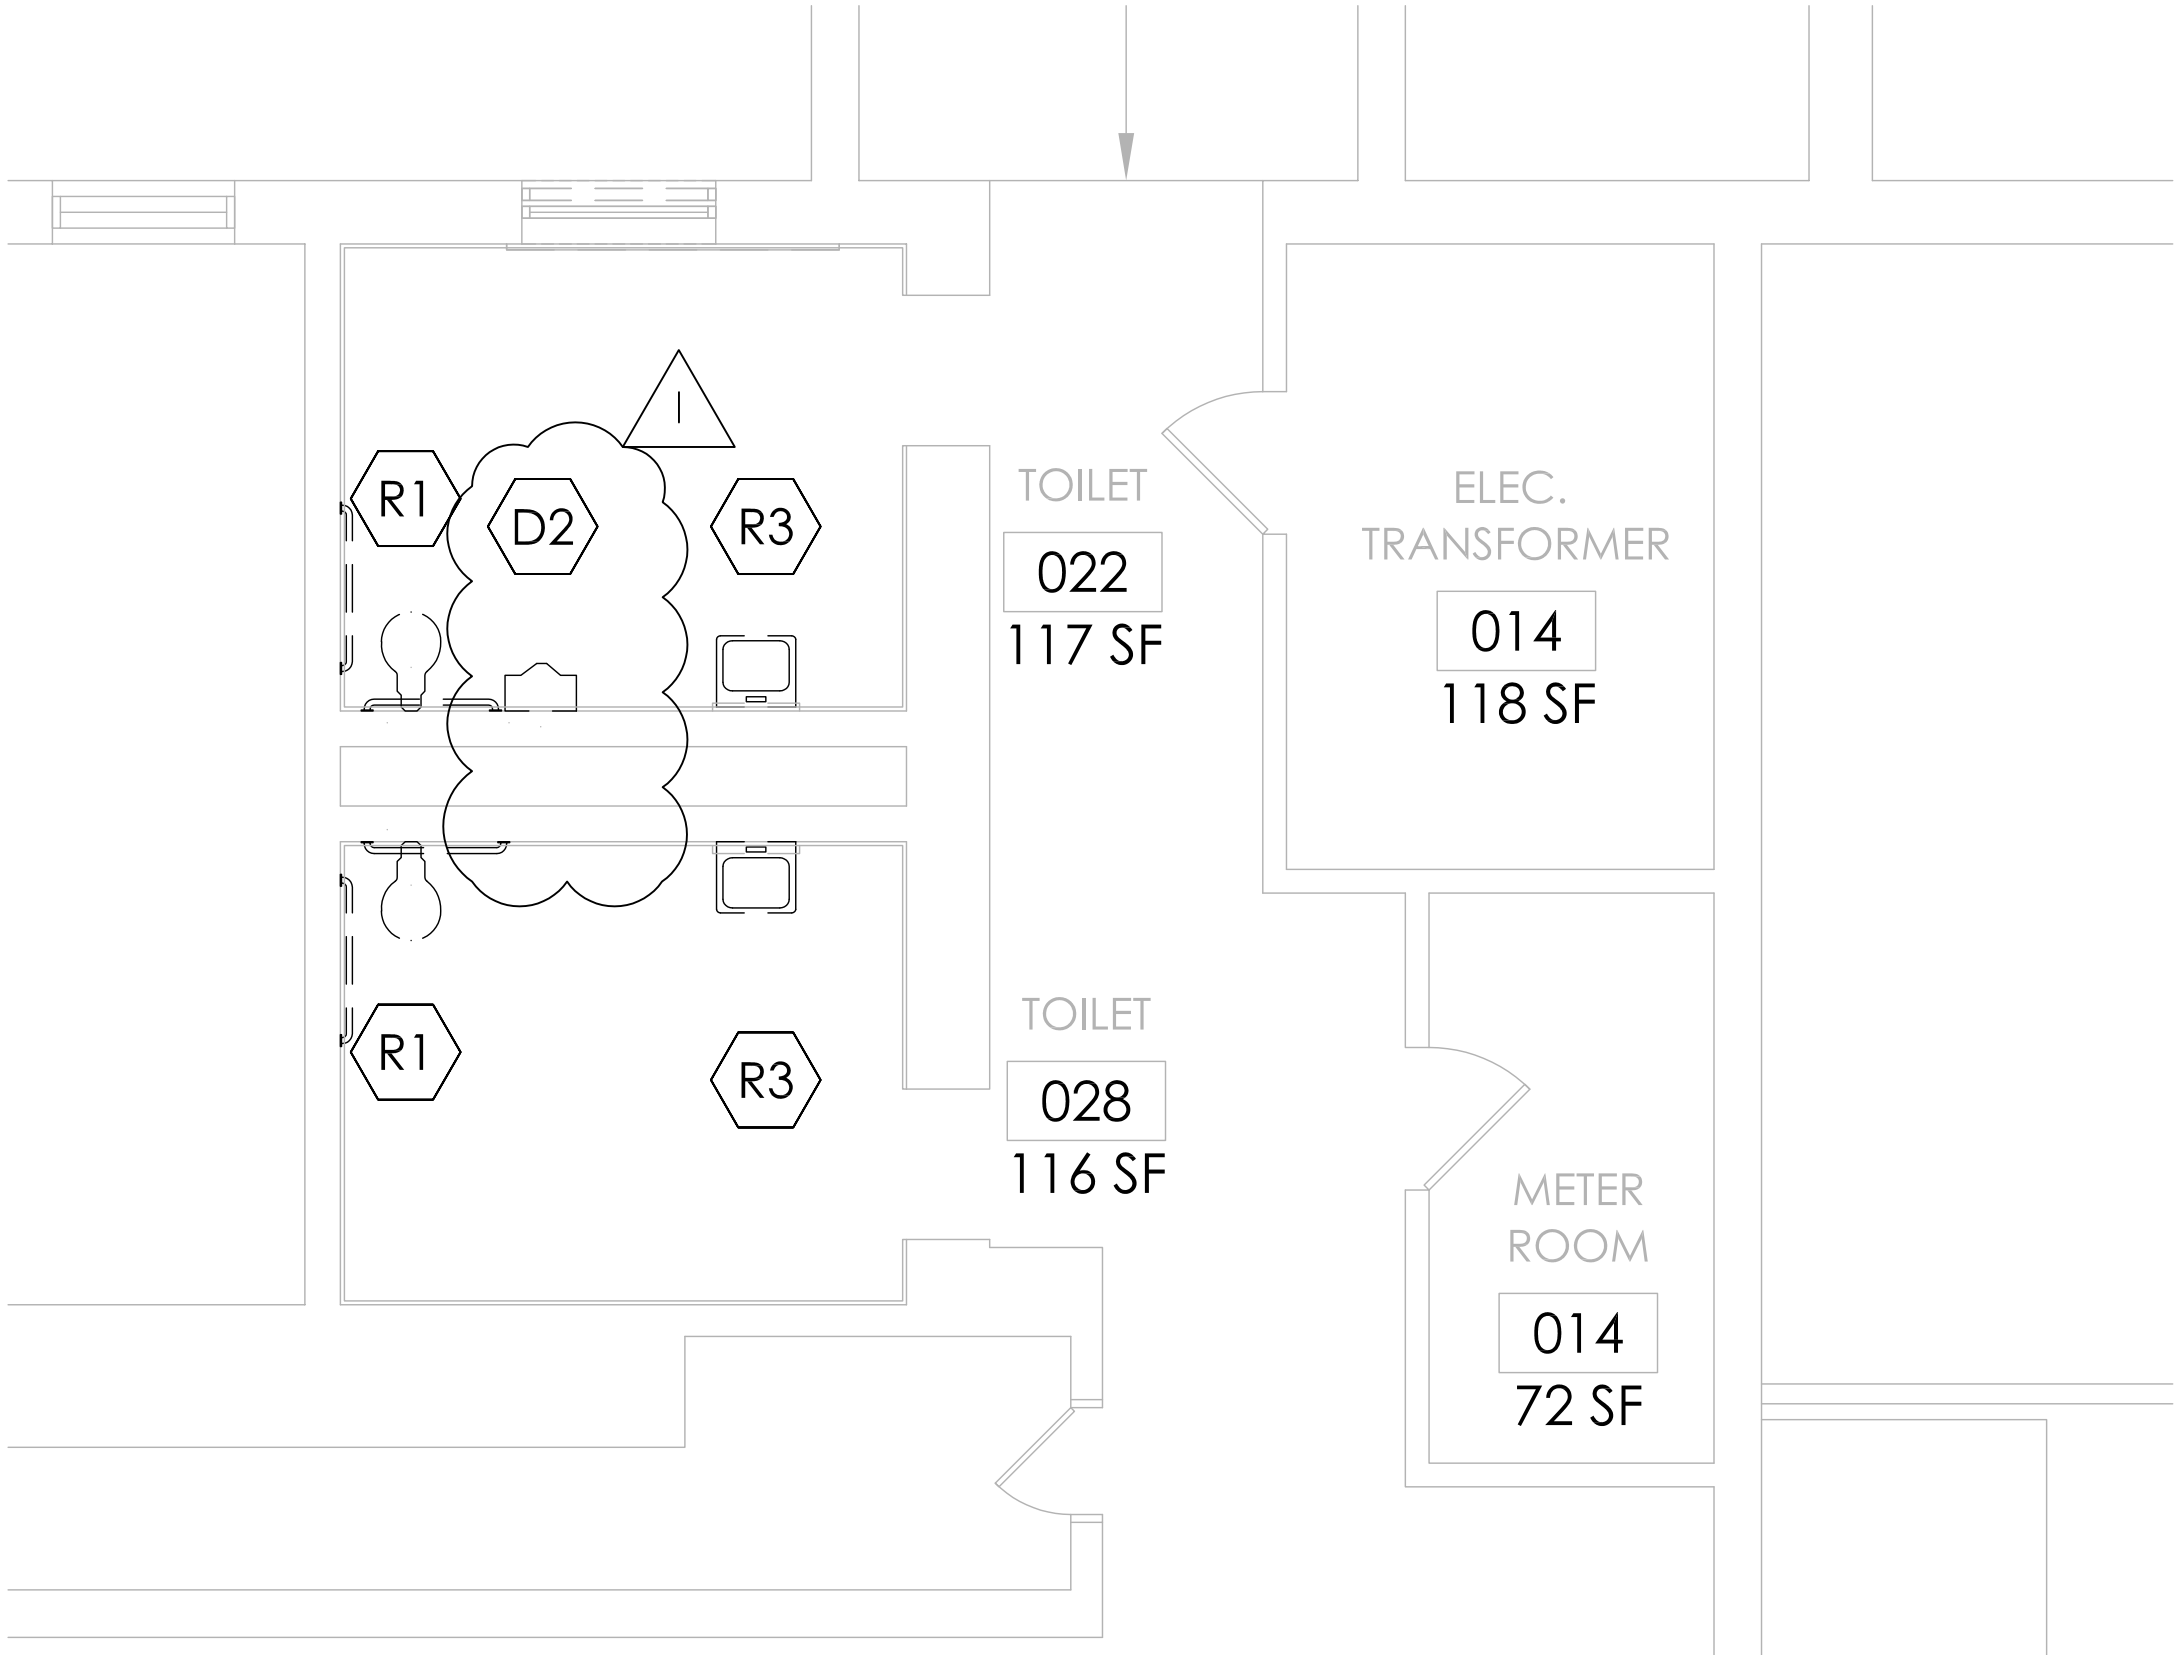 1
R1
D2
R3
TOILET
022
117 SF
ELEC.
TRANSFORMER
014
118 SF
TOILET
028
116 SF
R1
R3
METER
ROOM
014
72 SF